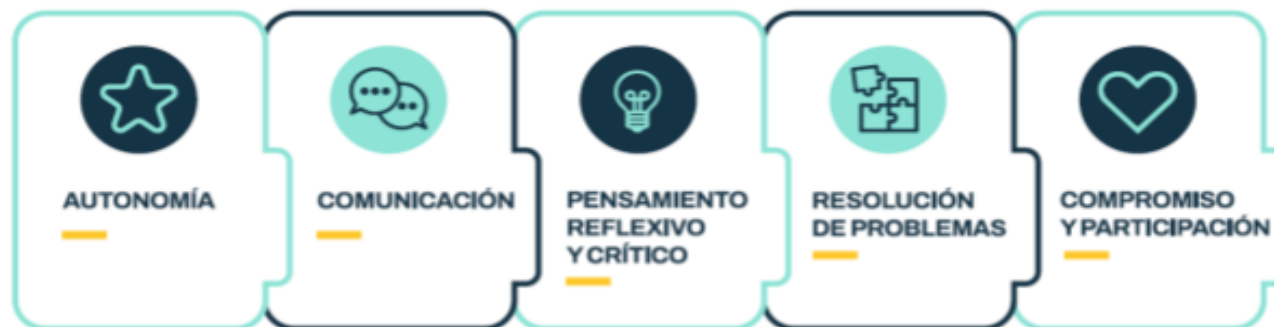 AUTONOMÍA
COMUNICACIÓN
PENSAMIENTO
REFLEXIVO
Y CRÍTICO
RESOLUCIÓN
DE PROBLEMAS
COMPROMISO
Y PARTICIPACIÓN